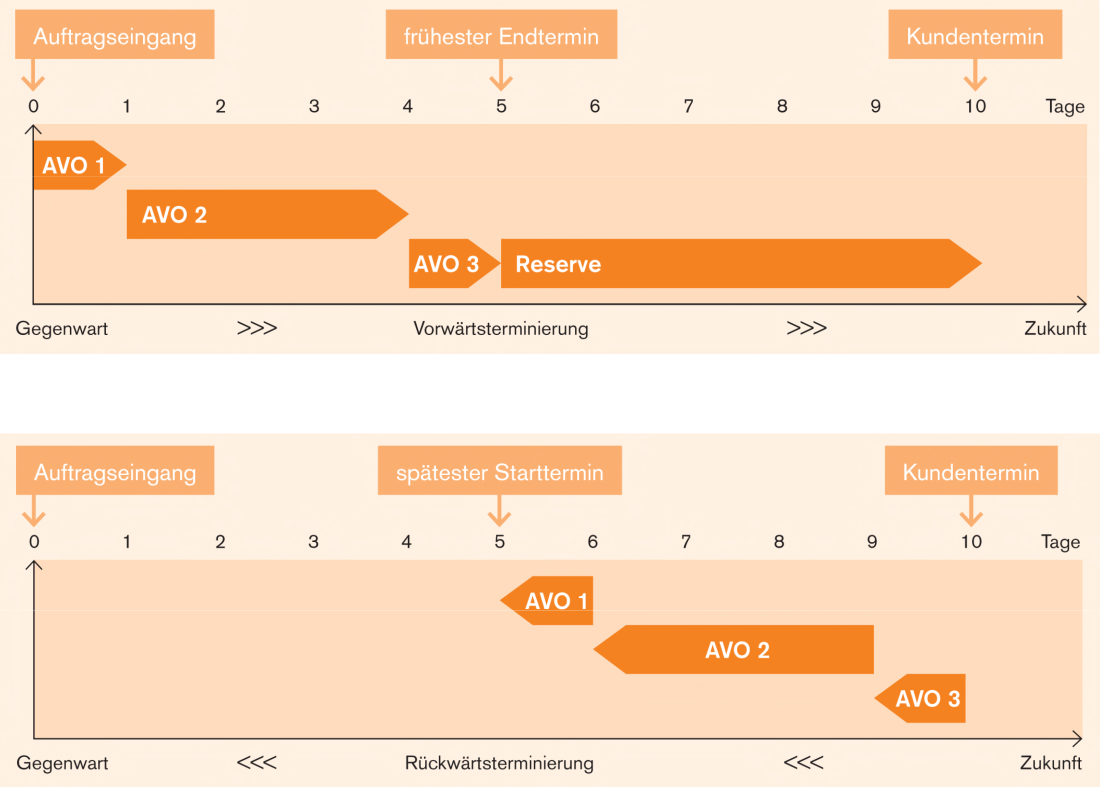 Auftragseingang frühester Endtermin Kundentermin
0 1 2 3 4 5 6 7 8 9 10 Tage
AVO 1
AVO 2
AVO 3 Reserve
Gegenwart >>> Vorwärtsterminierung >>> Zukunft
Auftragseingang spätester Starttermin Kundentermin
0 1 2 3 4 5 6 7 8 9 10 Tage
AVO 1
AVO 2
AVO 3
Gegenwart <<< Rückwärtsterminierung <<< Zukunft